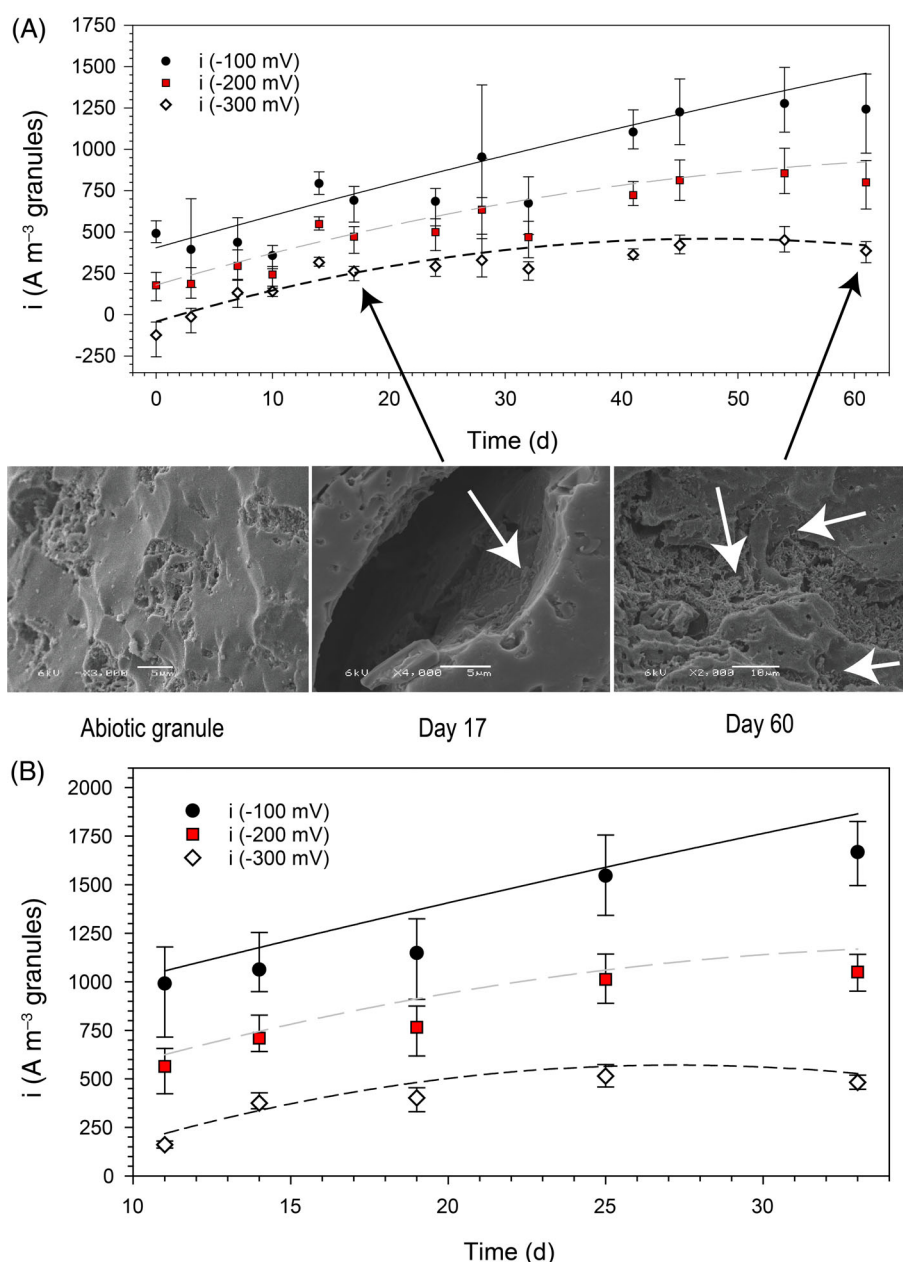 (A)
1750
1500
1250
1000
750
500
250
0
-250
i (A m⁻³ granules)
i (-100 mV)
i (-200 mV)
i (-300 mV)
0 10 20 30 40 50 60
Time (d)
6kV -X3,000 5μm
6kV X4,000 5μm
6kV X2,000 10μm
Abiotic granule Day 17 Day 60
(B)
2000
1750
1500
1250
1000
750
500
250
0
i (A m⁻³ granules)
i (-100 mV)
i (-200 mV)
i (-300 mV)
10 15 20 25 30
Time (d)